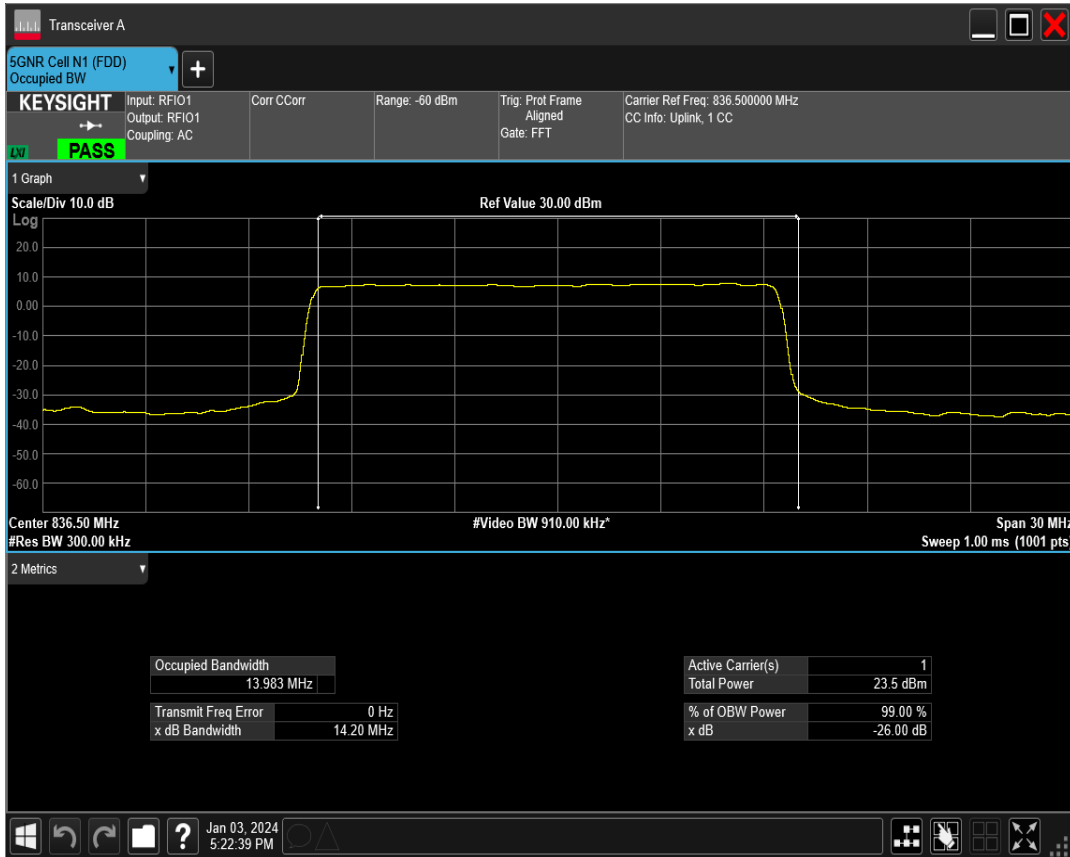 Transceiver A
5GNR Cell N1 (FDD)
Occupied BW
+
KEYSIGHT
LXI
PASS
Input: RFIO1
Output: RFIO1
Coupling: AC
Corr CCorr
Range: -60 dBm
Trig: Prot Frame
Aligned
Gate: FFT
Carrier Ref Freq: 836.500000 MHz
CC Info: Uplink, 1 CC
1 Graph
Scale/Div 10.0 dB
Ref Value 30.00 dBm
Log
20.0
10.0
0.00
-10.0
-20.0
-30.0
-40.0
-50.0
-60.0
Center 836.50 MHz
#Video BW 910.00 kHz*
Span 30 MHz
#Res BW 300.00 kHz
Sweep 1.00 ms (1001 pts)
2 Metrics
Occupied Bandwidth
13.983 MHz
Transmit Freq Error 0 Hz
x dB Bandwidth 14.20 MHz
Active Carrier(s) 1
Total Power 23.5 dBm
% of OBW Power 99.00 %
x dB -26.00 dB
?
Jan 03, 2024
5:22:39 PM